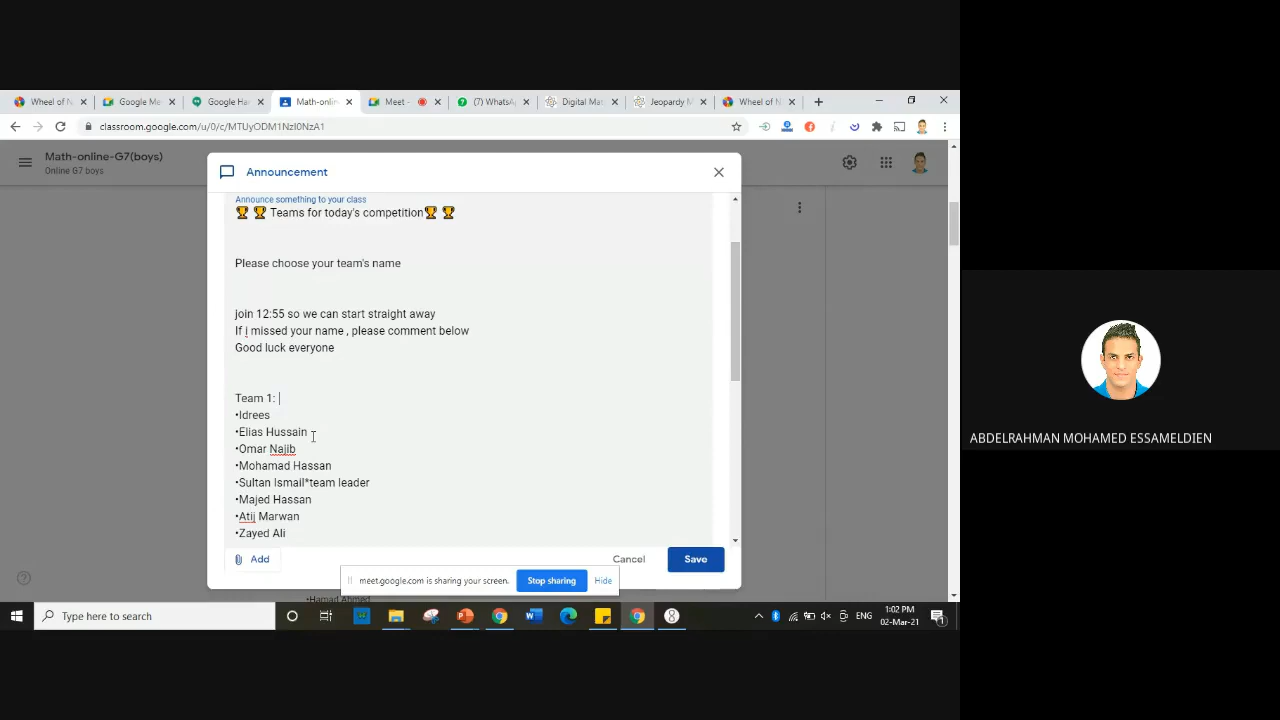 Wheel of N
Google Me
Google Ha
Math-onlin
Meet -
(7) WhatsA
Digital Mat
Jeopardy M
Wheel of N
classroom.google.com/u/0/c/MTUyODM1NzI0NzA1
Math-online-G7(boys)
Online G7 boys
Announcement
Announce something to your class
🏆 🏆 Teams for today's competition🏆 🏆
Please choose your team's name
join 12:55 so we can start straight away
If i missed your name , please comment below
Good luck everyone
Team 1:
•Idrees
•Elias Hussain
•Omar Najib
•Mohamad Hassan
•Sultan Ismail*team leader
•Majed Hassan
•Atij Marwan
•Zayed Ali
Add
Cancel
Save
meet.google.com is sharing your screen.
Stop sharing
Hide
•Hamad Ahmed
Type here to search
ENG
1:02 PM
02-Mar-21
ABDELRAHMAN MOHAMED ESSAMELDIEN